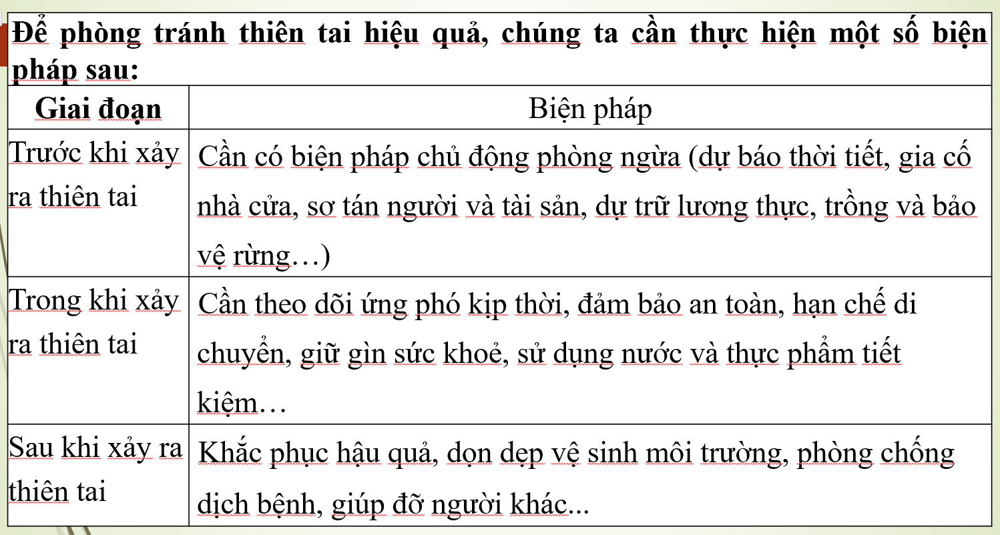 Để phòng tránh thiên tai hiệu quả, chúng ta cần thực hiện một số biện
pháp sau:
Giai đoạn
Biện pháp
Trước khi xảy
ra thiên tai
Cần có biện pháp chủ động phòng ngừa (dự báo thời tiết, gia cố
nhà cửa, sơ tán người và tài sản, dự trữ lương thực, trồng và bảo
vệ rừng…)
Trong khi xảy
ra thiên tai
Cần theo dõi ứng phó kịp thời, đảm bảo an toàn, hạn chế di
chuyển, giữ gìn sức khoẻ, sử dụng nước và thực phẩm tiết
kiệm…
Sau khi xảy ra
thiên tai
Khắc phục hậu quả, dọn dẹp vệ sinh môi trường, phòng chống
dịch bệnh, giúp đỡ người khác...